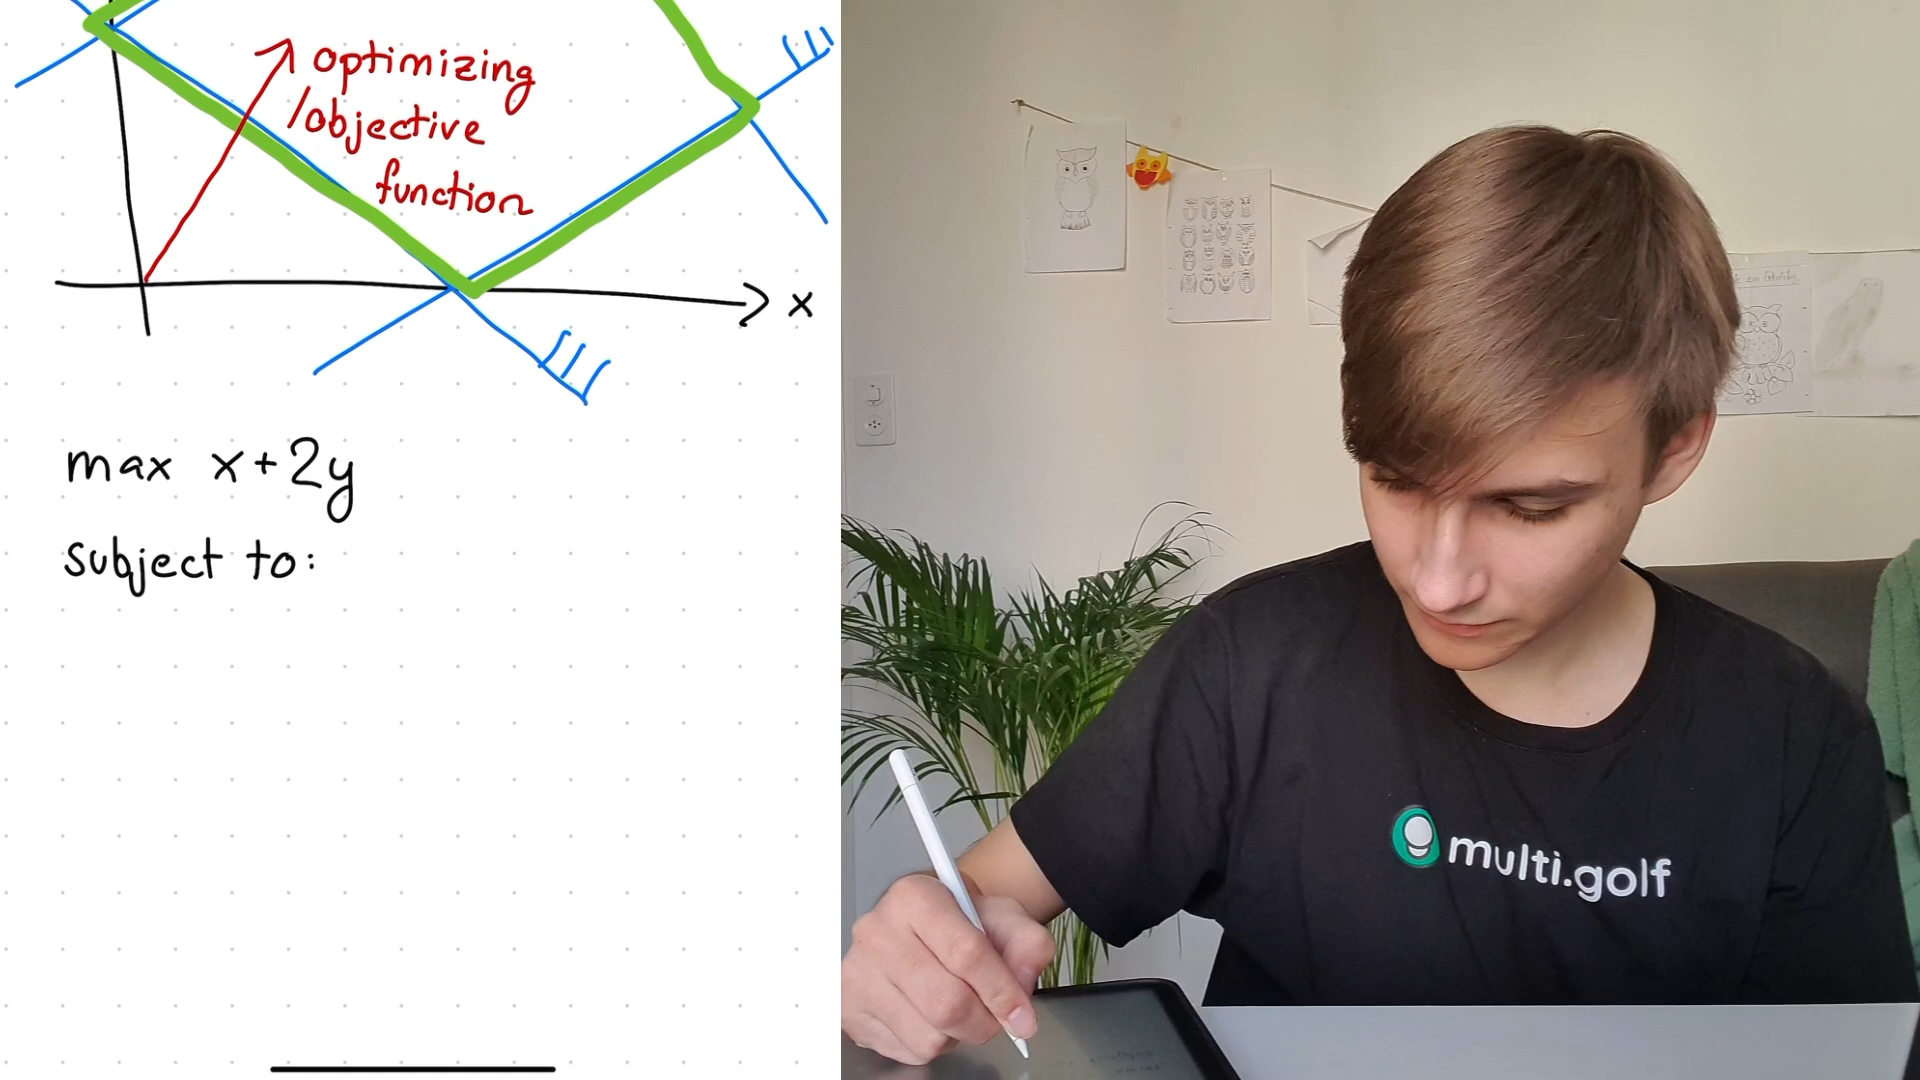 optimizing
/objective
function
x
max x+2y
subject to:
multi.golf